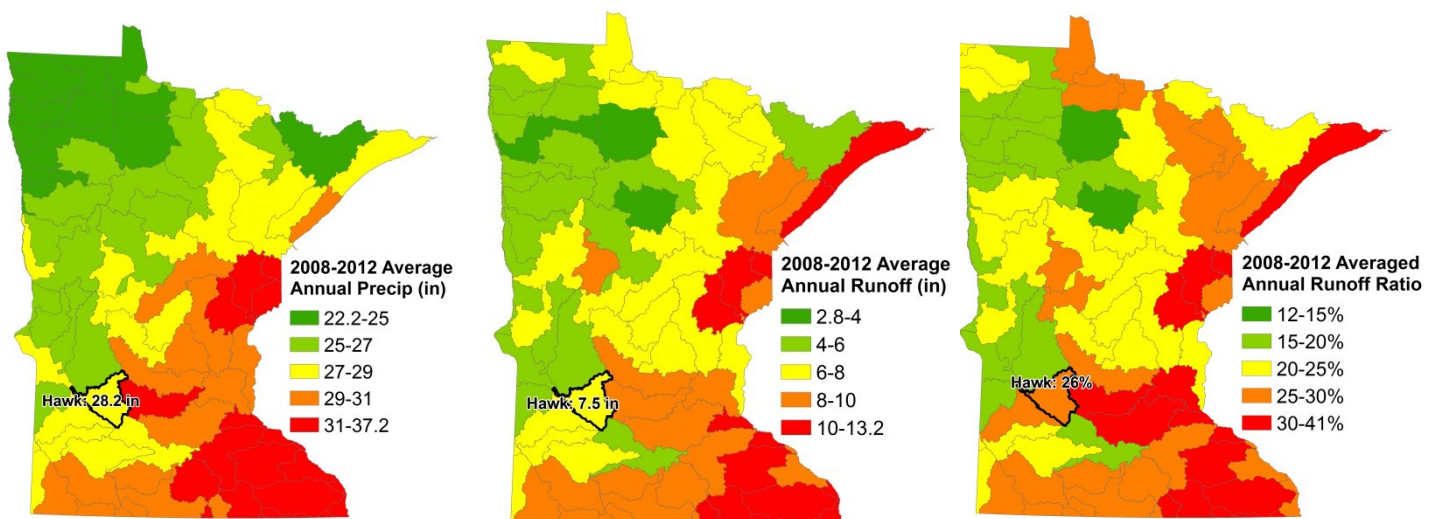 2008-2012 Average
Annual Precip (in)
22.2-25
25-27
27-29
29-31
31-37.2
Hawk: 28.2 in
2008-2012 Average
Annual Runoff (in)
2.8-4
4-6
6-8
8-10
10-13.2
Hawk: 7.5 in
2008-2012 Averaged
Annual Runoff Ratio
12-15%
15-20%
20-25%
25-30%
30-41%
Hawk: 26%